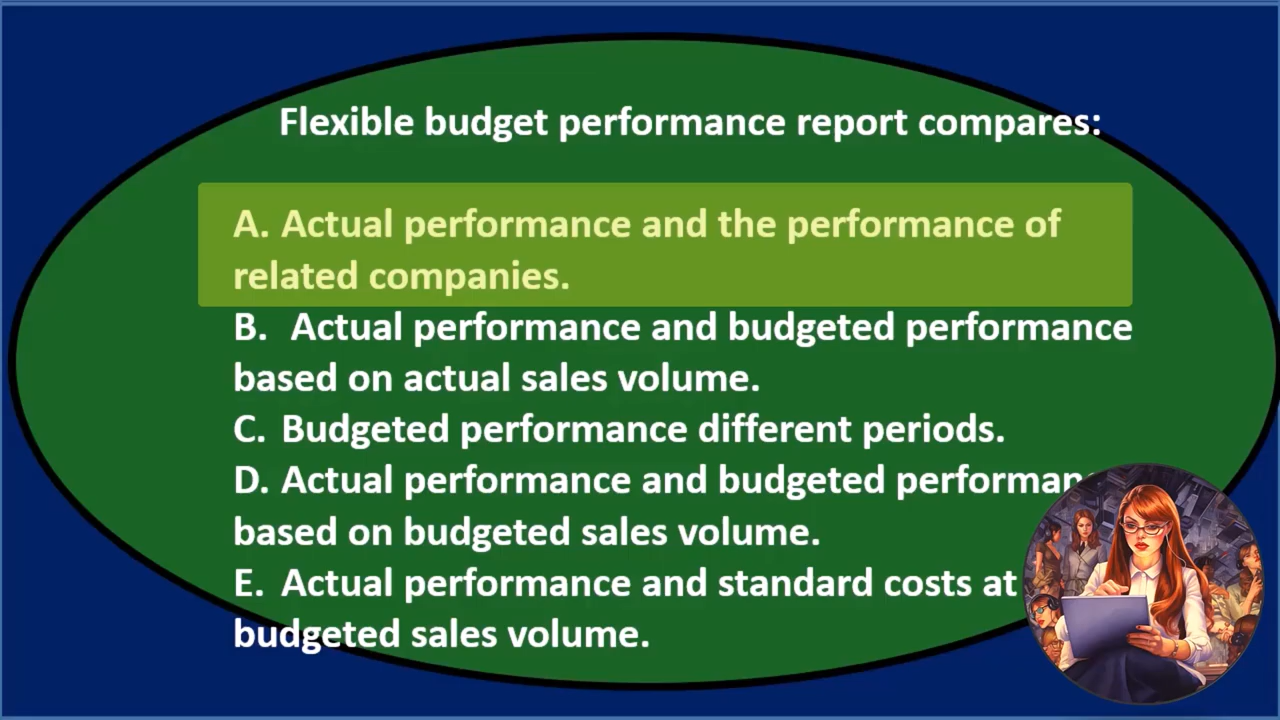 Flexible budget performance report compares:
A. Actual performance and the performance of
related companies.
B. Actual performance and budgeted performance
based on actual sales volume.
C. Budgeted performance different periods.
D. Actual performance and budgeted
based on budgeted sales volume.
E. Actual performance and standard costs at
budgeted sales volume.